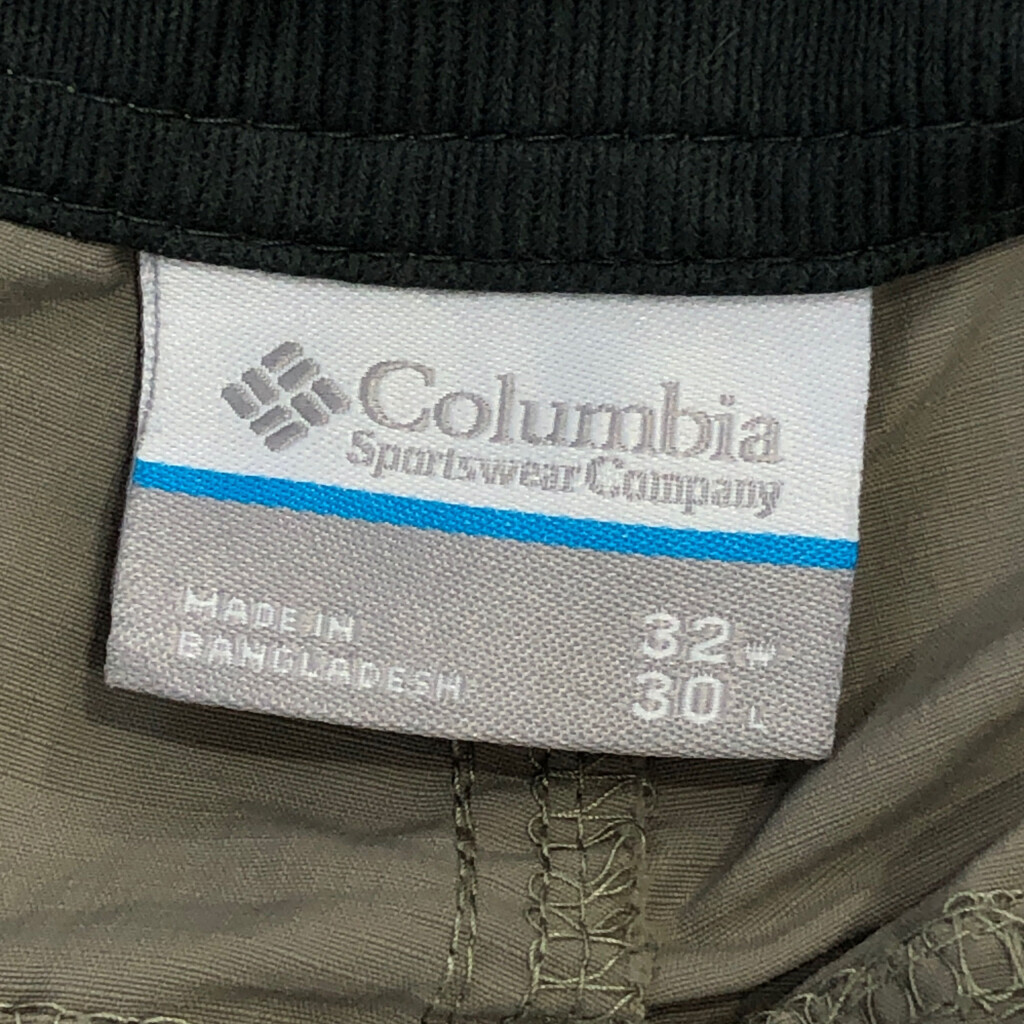 Columbia
Sportswear Company
MADE IN
BANGLADESH
32 W
30 L